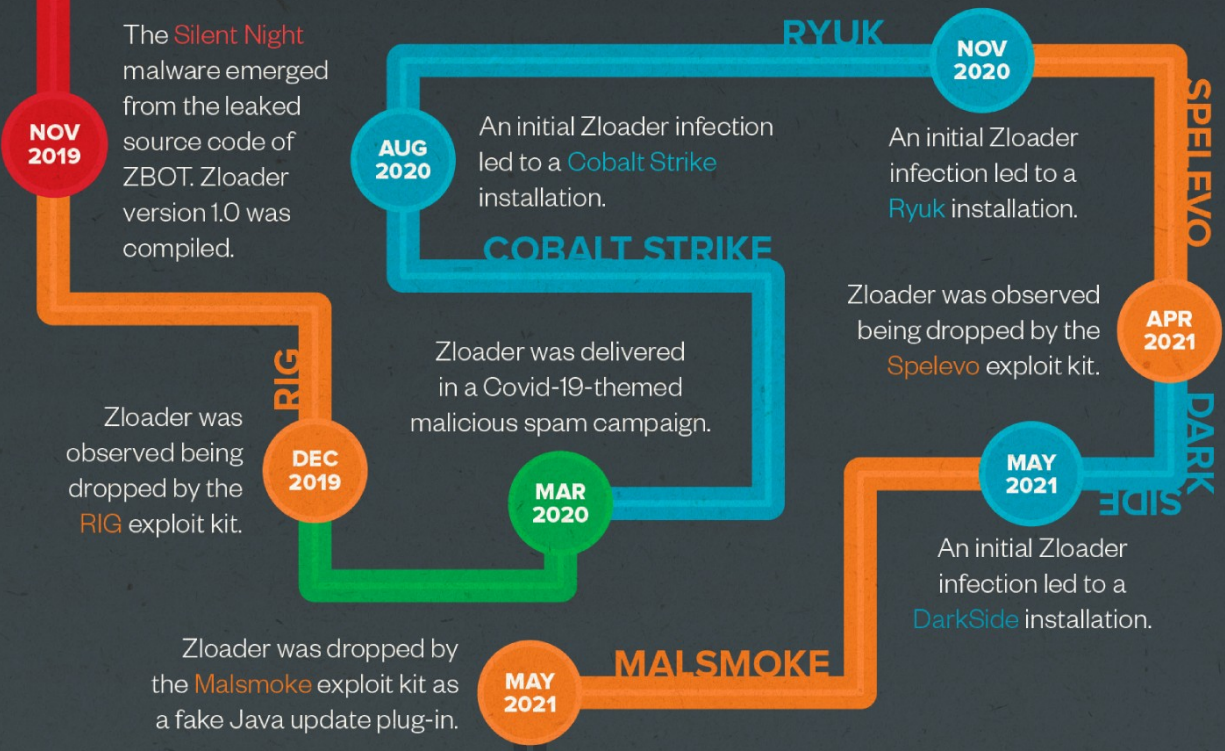 NOV
2019
The Silent Night
malware emerged
from the leaked
source code of
ZBOT. Zloader
version 1.0 was
compiled.
RIG
Zloader was
observed being
dropped by the
RIG exploit kit.
DEC
2019
Zloader was delivered
in a Covid-19-themed
malicious spam campaign.
MAR
2020
COBALT STRIKE
AUG
2020
An initial Zloader infection
led to a Cobalt Strike
installation.
RYUK
NOV
2020
An initial Zloader
infection led to a
Ryuk installation.
SPELEVO
Zloader was observed
being dropped by the
Spelevo exploit kit.
APR
2021
DARK
SIDE
MAY
2021
An initial Zloader
infection led to a
DarkSide installation.
MALSMOKE
Zloader was dropped by
the Malsmoke exploit kit as
a fake Java update plug-in.
MAY
2021